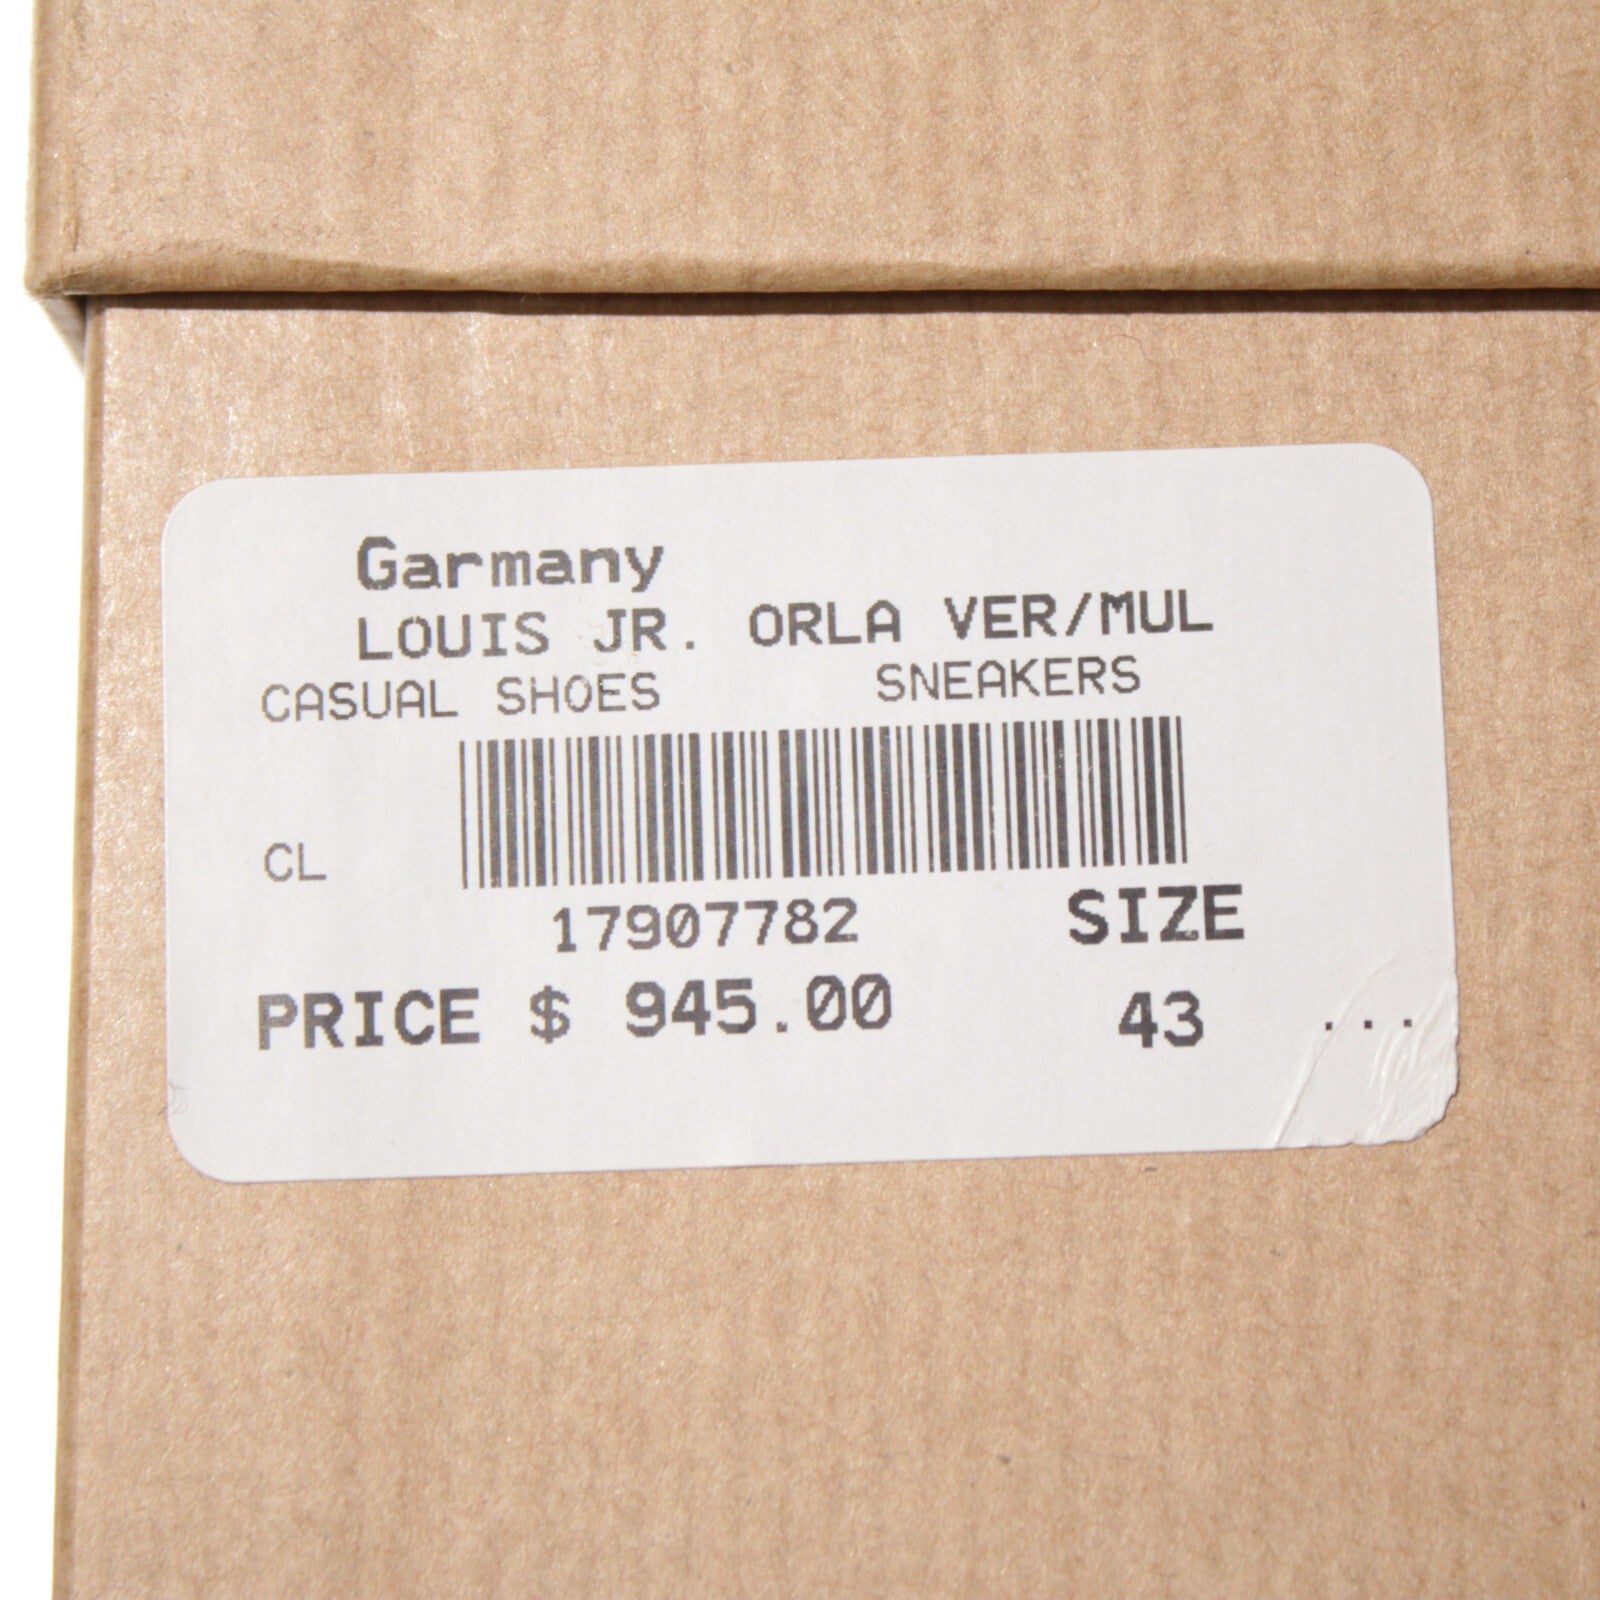 Garmany
LOUIS JR. ORLA VER/MUL
CASUAL SHOES SNEAKERS
CL
17907782 SIZE
PRICE $ 945.00 43 ...